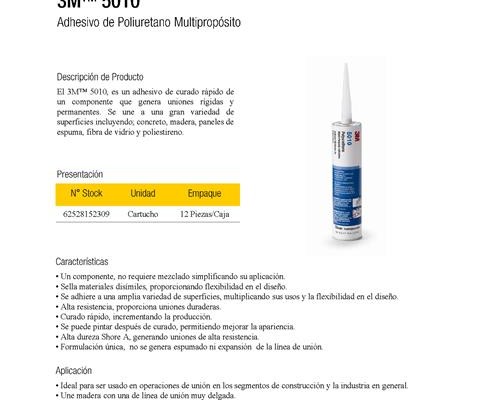 3M™ 5010
Adhesivo de Poliuretano Multipropósito
Descripción de Producto
El 3M™ 5010, es un adhesivo de curado rápido de
un componente que genera uniones rígidas y
permanentes. Se une a una gran variedad de
superficies incluyendo; concreto, madera, paneles de
espuma, fibra de vidrio y poliestireno.
3M
5010
Presentación
N° Stock Unidad Empaque
62528152309 Cartucho 12 Piezas/Caja
Características
• Un componente, no requiere mezclado simplificando su aplicación.
• Sella materiales disímiles, proporcionando flexibilidad en el diseño.
• Se adhiere a una amplia variedad de superficies, multiplicando sus usos y la flexibilidad en el diseño.
• Alta resistencia, proporciona uniones duraderas.
• Curado rápido, incrementando la producción.
• Se puede pintar después de curado, permitiendo mejorar la apariencia.
• Alta dureza Shore A, generando uniones de alta resistencia.
• Formulación única, no se genera espumado ni expansión de la línea de unión.
Aplicación
• Ideal para ser usado en operaciones de unión en los segmentos de construcción y la industria en general.
• Une madera con una de línea de unión muy delgada.